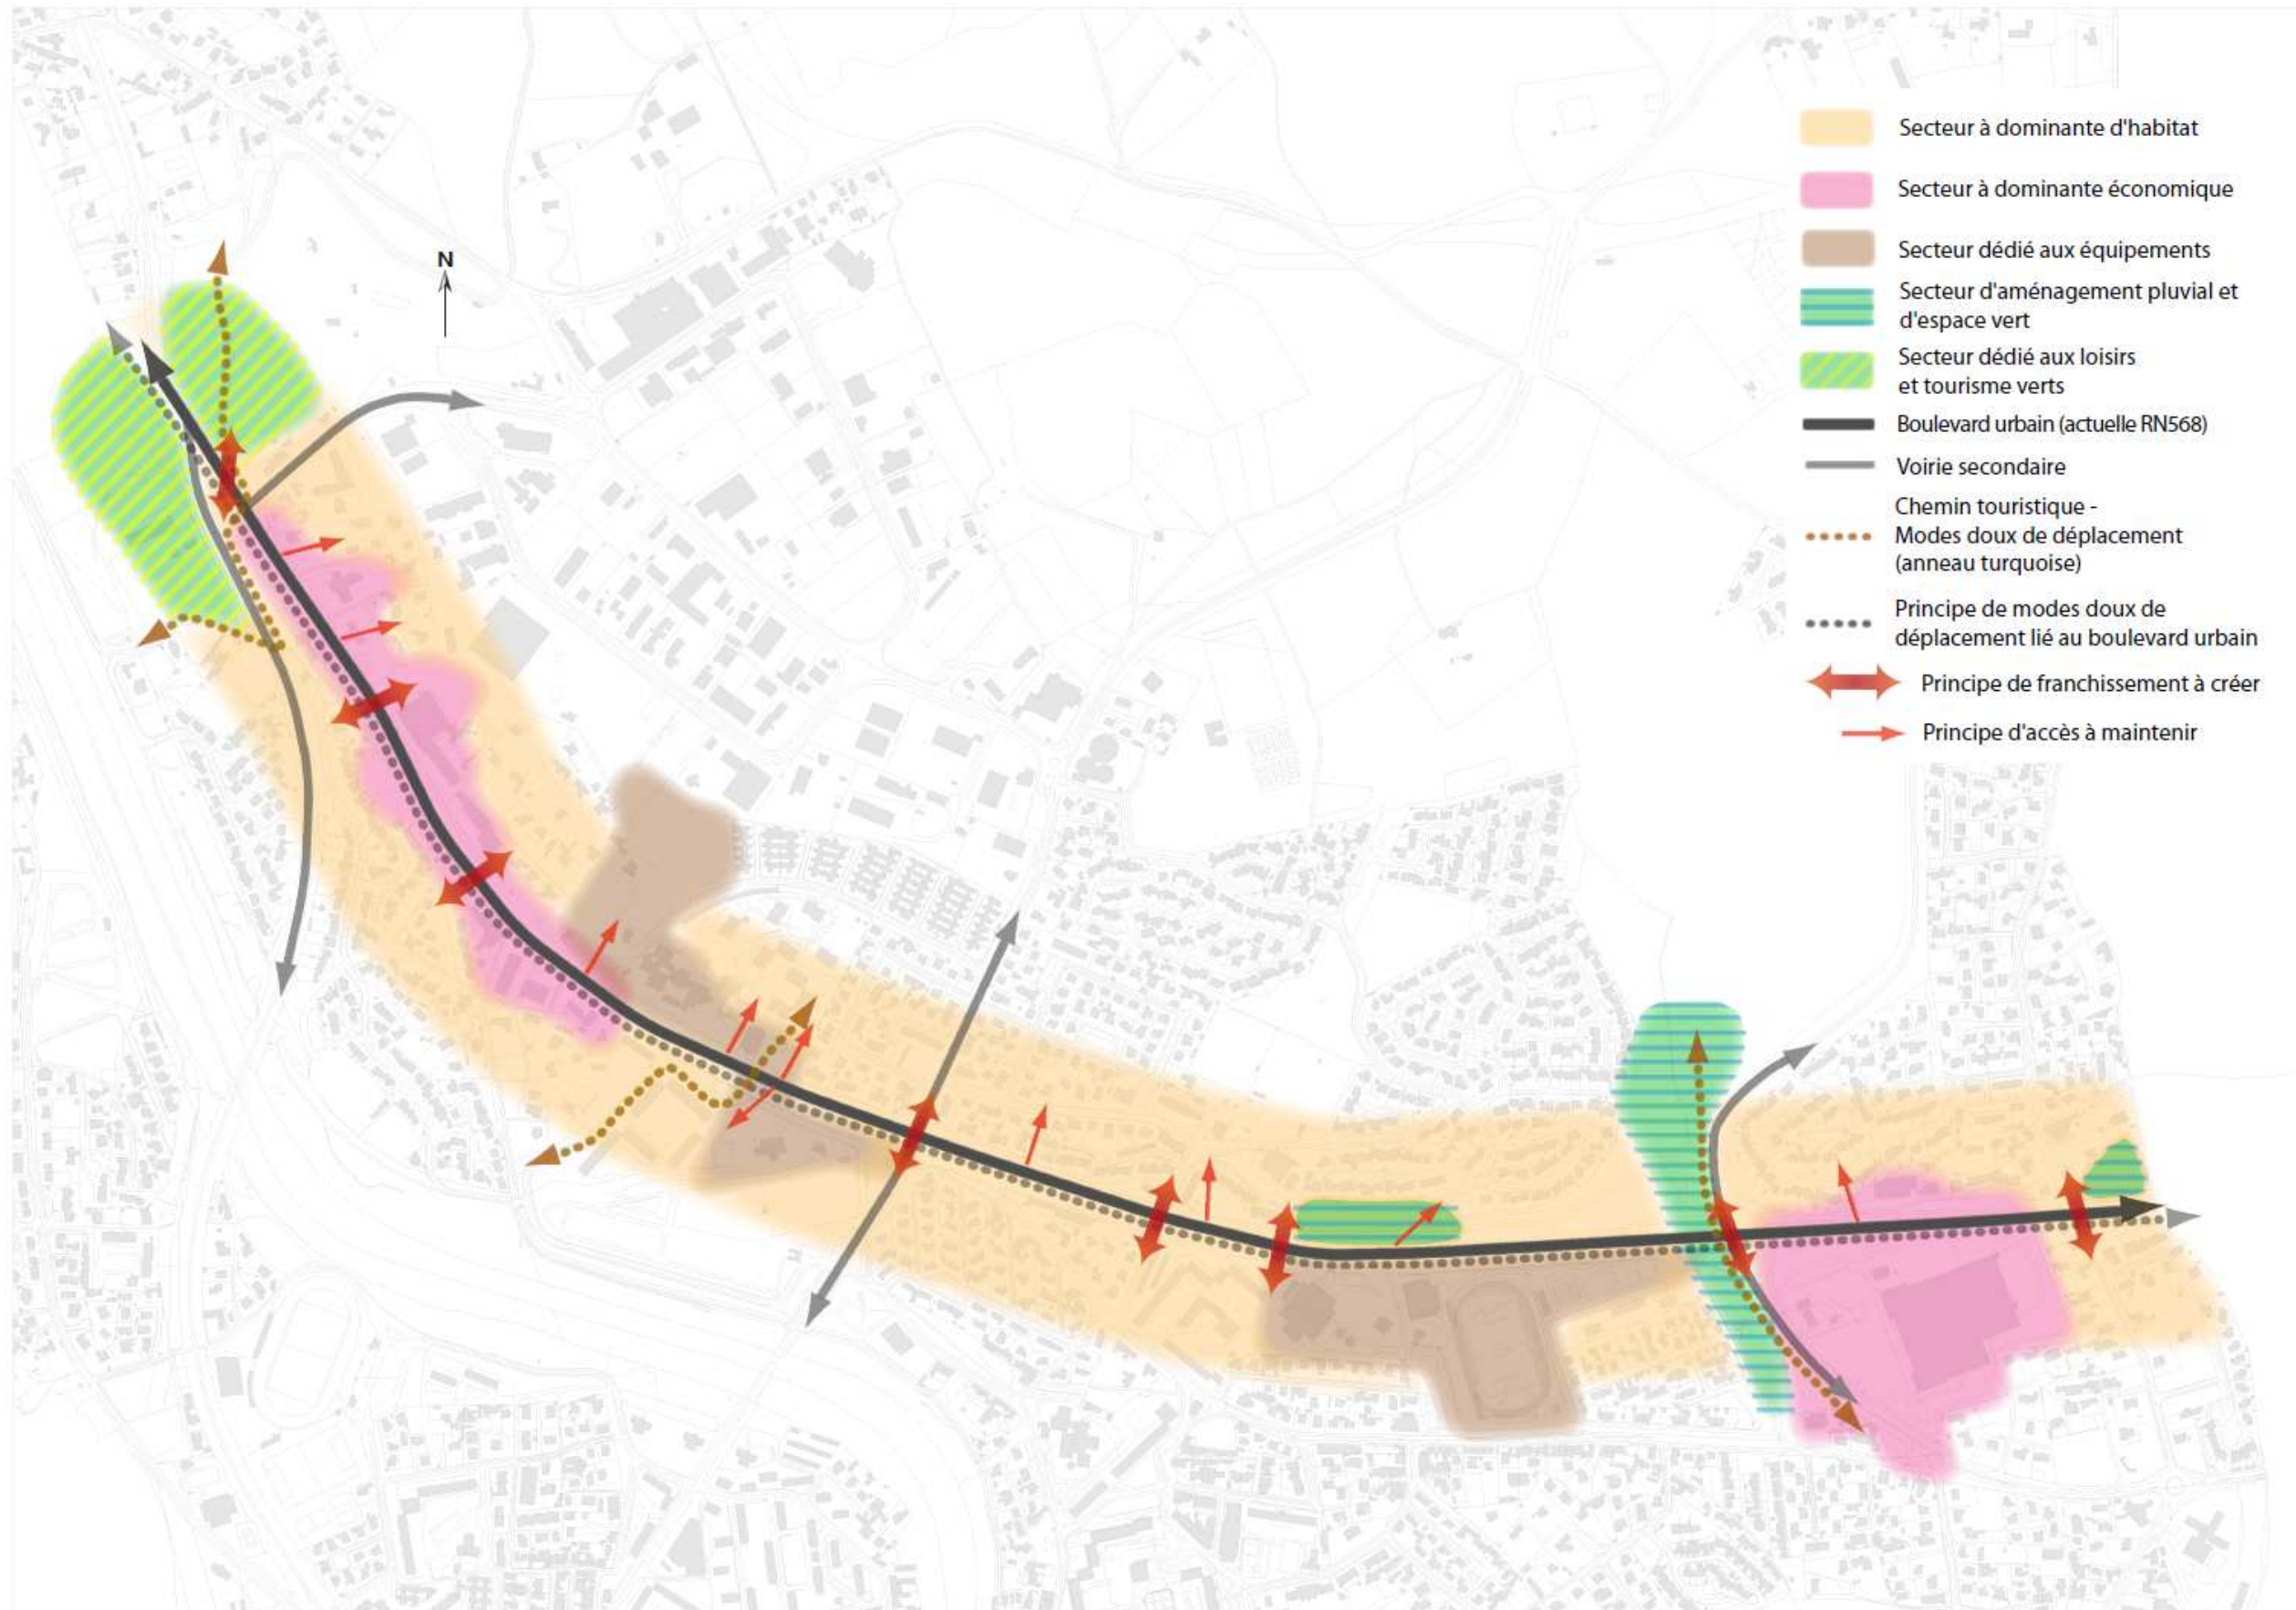 N
Secteur à dominante d'habitat
Secteur à dominante économique
Secteur dédié aux équipements
Secteur d'aménagement pluvial et
d'espace vert
Secteur dédié aux loisirs
et tourisme verts
Boulevard urbain (actuelle RN568)
Voirie secondaire
Chemin touristique -
Modes doux de déplacement
(anneau turquoise)
Principe de modes doux de
déplacement lié au boulevard urbain
Principe de franchissement à créer
Principe d'accès à maintenir